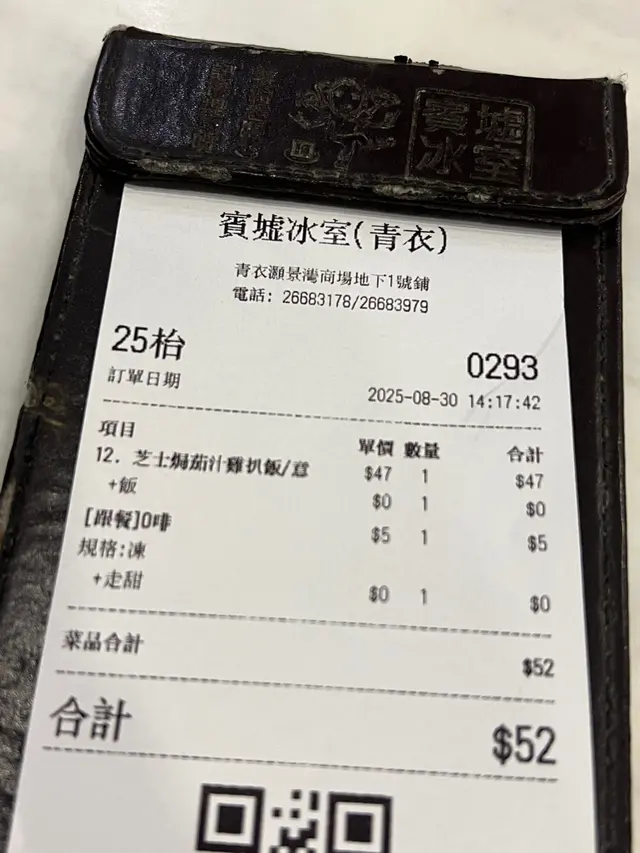 賓墟
冰室
賓墟冰室(青衣)
青衣灝景灣商場地下1號鋪
電話: 26683178/26683979
25枱 0293
訂單日期 2025-08-30 14:17:42
項目 單價 數量 合計
12. 芝士焗茄汁雞扒飯/意 $47 1 $47
+飯 $0 1 $0
[跟餐]O啡 $5 1 $5
規格:凍
+走甜 $0 1 $0
菜品合計 $52
合計 $52